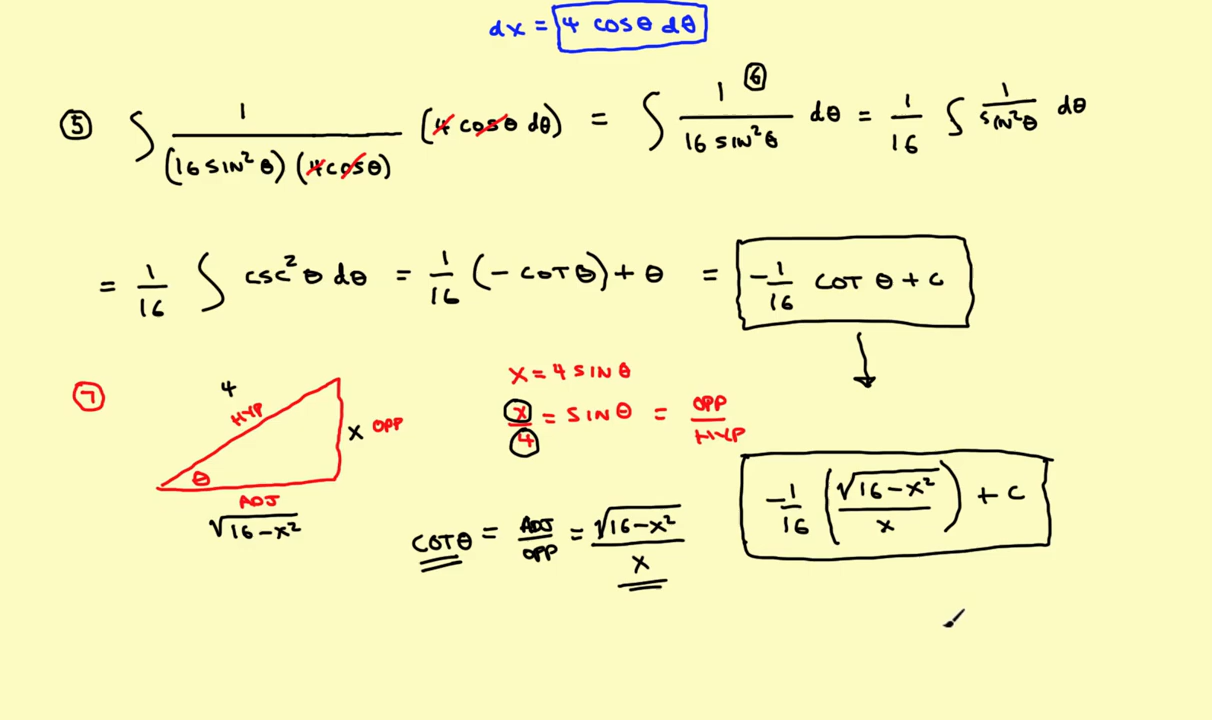 dx = 4 cosθ dθ
⑤ ∫ 1/((16 sin²θ)(4cosθ)) (4 cosθ dθ) = ∫ 1/(16 sin²θ) dθ ⑥ = 1/16 ∫ 1/(sin²θ) dθ
= 1/16 ∫ csc²θ dθ = 1/16 (-cotθ) + θ = -1/16 cot θ + c
⑦
4
HYP
x OPP
θ
ADJ
√(16-x²)
x = 4 sin θ
x/4 = sin θ = OPP/HYP
cotθ = ADJ/OPP = √(16-x²)/x
-1/16 (√(16-x²)/x) + c